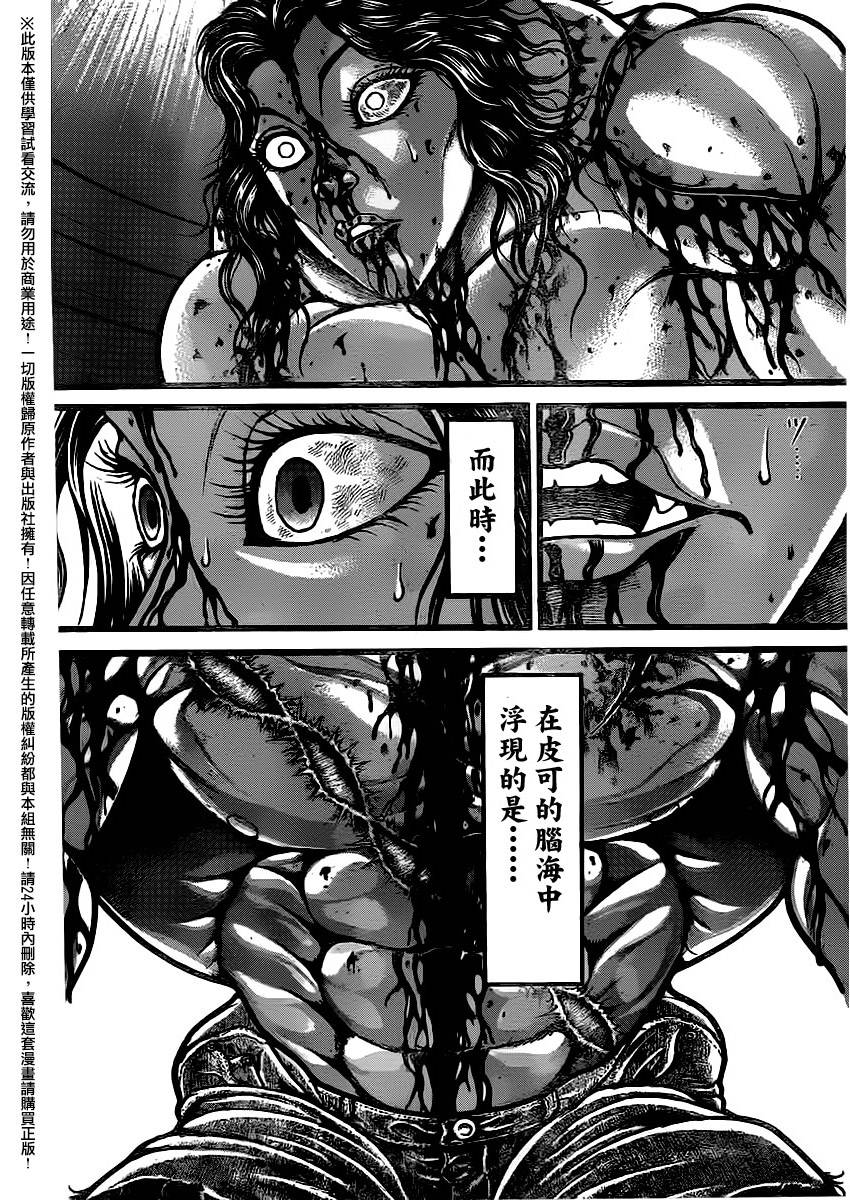 ※此版本僅供學習試看交流，請勿用於商業用途！一切版權歸原作者與出版社擁有！因任意轉載所產生的版權糾紛都與本組無關！請24小時內刪除，喜歡這套漫畫請購買正版！
ッ……
而此時…
在皮可的腦海中
浮現的是……